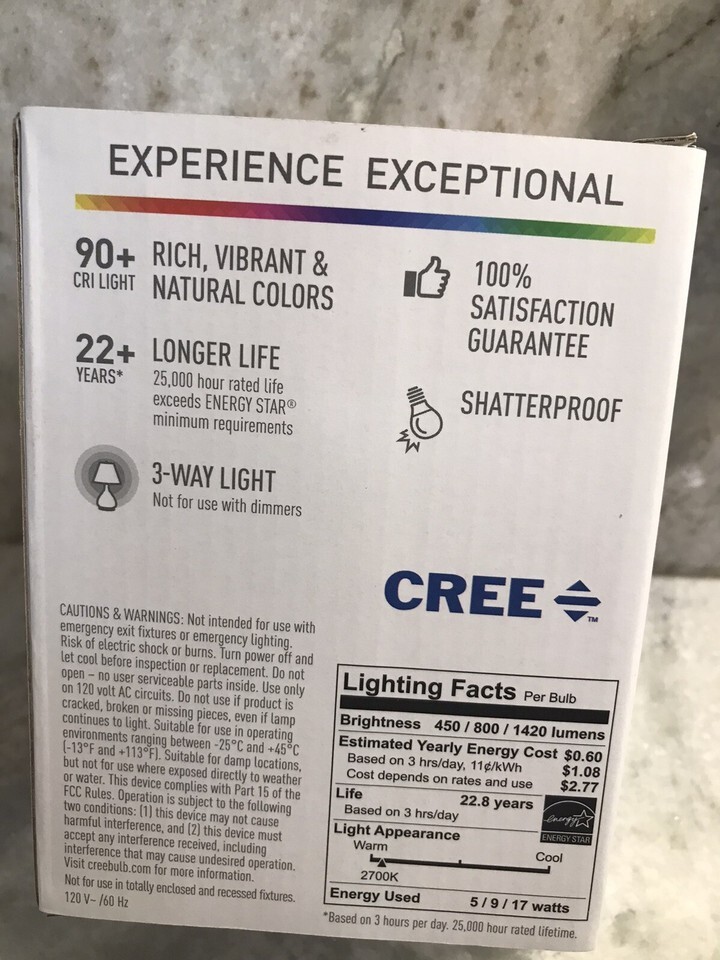 EXPERIENCE EXCEPTIONAL
90+
CRI LIGHT
RICH, VIBRANT &
NATURAL COLORS
22+
YEARS*
LONGER LIFE
25,000 hour rated life
exceeds ENERGY STAR®
minimum requirements
3-WAY LIGHT
Not for use with dimmers
100%
SATISFACTION
GUARANTEE
SHATTERPROOF
CREE
TM
CAUTIONS & WARNINGS: Not intended for use with
emergency exit fixtures or emergency lighting.
Risk of electric shock or burns. Turn power off and
let cool before inspection or replacement. Do not
open – no user serviceable parts inside. Use only
on 120 volt AC circuits. Do not use if product is
cracked, broken or missing pieces, even if lamp
continues to light. Suitable for use in operating
environments ranging between -25°C and +45°C
(-13°F and +113°F). Suitable for damp locations,
but not for use where exposed directly to weather
or water. This device complies with Part 15 of the
FCC Rules. Operation is subject to the following
two conditions: (1) this device may not cause
harmful interference, and (2) this device must
accept any interference received, including
interference that may cause undesired operation.
Visit creebulb.com for more information.
Not for use in totally enclosed and recessed fixtures.
120 V~ /60 Hz
Lighting Facts Per Bulb
Brightness 450 / 800 / 1420 lumens
Estimated Yearly Energy Cost $0.60
Based on 3 hrs/day, 11¢/kWh $1.08
Cost depends on rates and use $2.77
Life 22.8 years
Based on 3 hrs/day
energy
ENERGY STAR
Light Appearance
Warm Cool
2700K
Energy Used 5 / 9 / 17 watts
*Based on 3 hours per day. 25,000 hour rated lifetime.